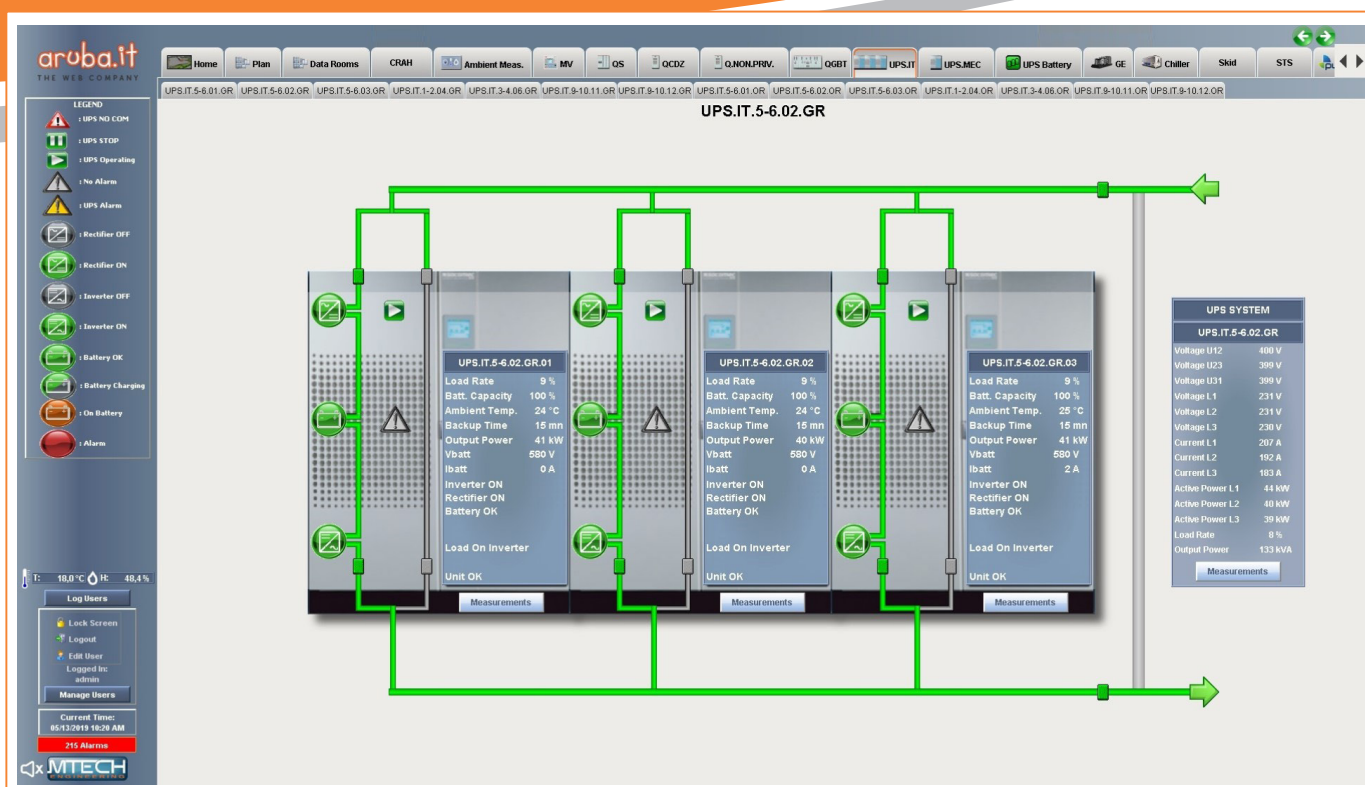 aruba.it
THE WEB COMPANY
Home
Plan
Data Rooms
CRAH
Ambient Meas.
MV
QS
QCDZ
Q.NON.PRIV.
QGBT
UPS.IT
UPS.MEC
UPS Battery
GE
Chiller
Skid
STS
UPS.IT.5-6.01.GR
UPS.IT.5-6.02.GR
UPS.IT.5-6.03.GR
UPS.IT.1-2.04.GR
UPS.IT.3-4.06.GR
UPS.IT.9-10.11.GR
UPS.IT.9-10.12.GR
UPS.IT.5-6.01.OR
UPS.IT.5-6.02.OR
UPS.IT.5-6.03.OR
UPS.IT.1-2.04.OR
UPS.IT.3-4.06.OR
UPS.IT.9-10.11.OR
UPS.IT.9-10.12.OR
UPS.IT.5-6.02.GR
LEGEND
: UPS NO COM
: UPS STOP
: UPS Operating
: No Alarm
: UPS Alarm
: Rectifier OFF
: Rectifier ON
: Inverter OFF
: Inverter ON
: Battery OK
: Battery Charging
: On Battery
: Alarm
T: 18,0°C H: 48,4%
Log Users
Lock Screen
Logout
Edit User
Logged In:
admin
Manage Users
Current Time:
05/13/2019 10:20 AM
215 Alarms
MTECH
ENGINEERING
UPS.IT.5-6.02.GR.01
Load Rate 9 %
Batt. Capacity 100 %
Ambient Temp. 24 °C
Backup Time 15 mn
Output Power 41 kW
Vbatt 580 V
Ibatt 0 A
Inverter ON
Rectifier ON
Battery OK
Load On Inverter
Unit OK
Measurements
UPS.IT.5-6.02.GR.02
Load Rate 9 %
Batt. Capacity 100 %
Ambient Temp. 24 °C
Backup Time 15 mn
Output Power 40 kW
Vbatt 580 V
Ibatt 0 A
Inverter ON
Rectifier ON
Battery OK
Load On Inverter
Unit OK
Measurements
UPS.IT.5-6.02.GR.03
Load Rate 9 %
Batt. Capacity 100 %
Ambient Temp. 25 °C
Backup Time 15 mn
Output Power 41 kW
Vbatt 580 V
Ibatt 2 A
Inverter ON
Rectifier ON
Battery OK
Load On Inverter
Unit OK
Measurements
UPS SYSTEM
UPS.IT.5-6.02.GR
Voltage U12 400 V
Voltage U23 399 V
Voltage U31 399 V
Voltage L1 231 V
Voltage L2 231 V
Voltage L3 230 V
Current L1 207 A
Current L2 192 A
Current L3 183 A
Active Power L1 44 kW
Active Power L2 40 kW
Active Power L3 39 kW
Load Rate 8 %
Output Power 133 kVA
Measurements